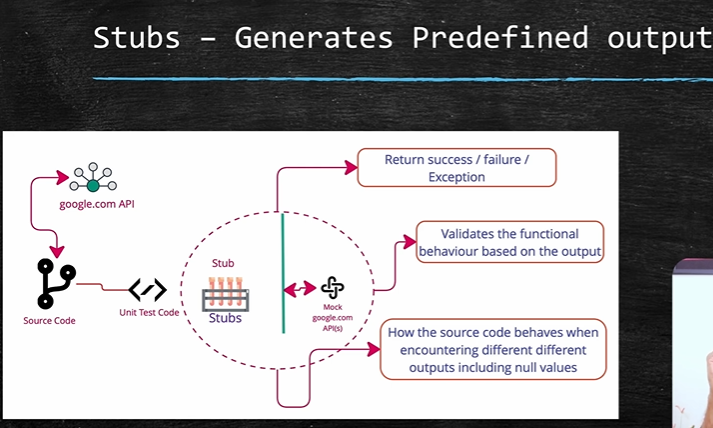 Stubs – Generates Predefined output
Return success / failure /
Exception
google.com API
Validates the functional
behaviour based on the output
Stub
Stubs
Mock
google.com
API(s)
Source Code
Unit Test Code
How the source code behaves when
encountering different different
outputs including null values